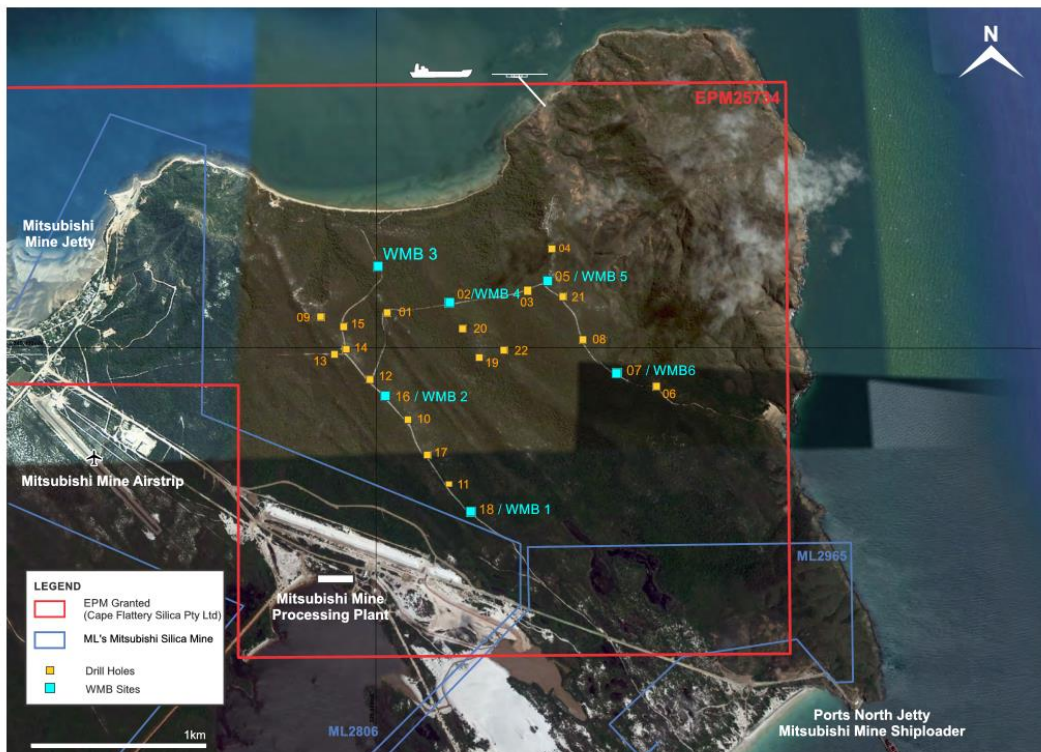 N
EPM25734
Mitsubishi
Mine Jetty
04
WMB 3
05 / WMB 5
02/WMB 4
03
21
09
01
15
20
08
14
22
13
19
07 / WMB6
12
06
16 / WMB 2
10
17
Mitsubishi Mine Airstrip
11
18 / WMB 1
ML2965
LEGEND
EPM Granted
(Cape Flattery Silica Pty Ltd)
ML's Mitsubishi Silica Mine
Drill Holes
WMB Sites
Mitsubishi Mine
Processing Plant
ML2806
1km
Ports North Jetty
Mitsubishi Mine Shiploader